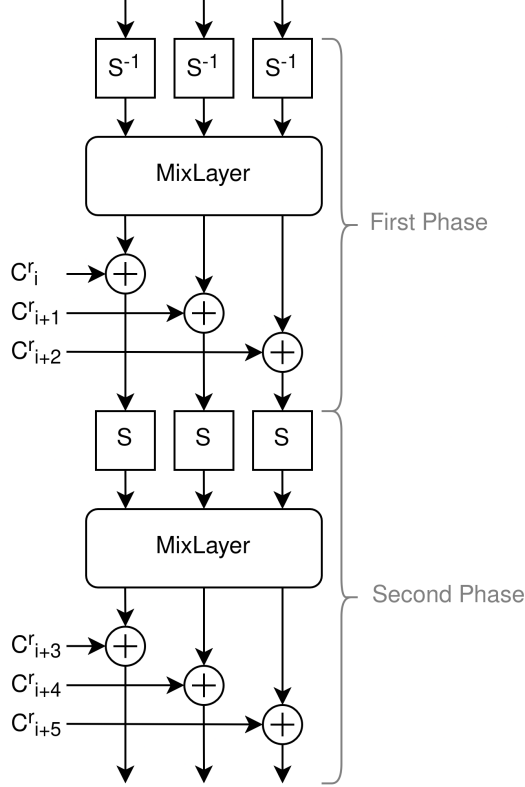 S⁻¹ S⁻¹ S⁻¹
MixLayer
First Phase
Cʳᵢ
Cʳᵢ₊₁
Cʳᵢ₊₂
S S S
MixLayer
Second Phase
Cʳᵢ₊₃
Cʳᵢ₊₄
Cʳᵢ₊₅